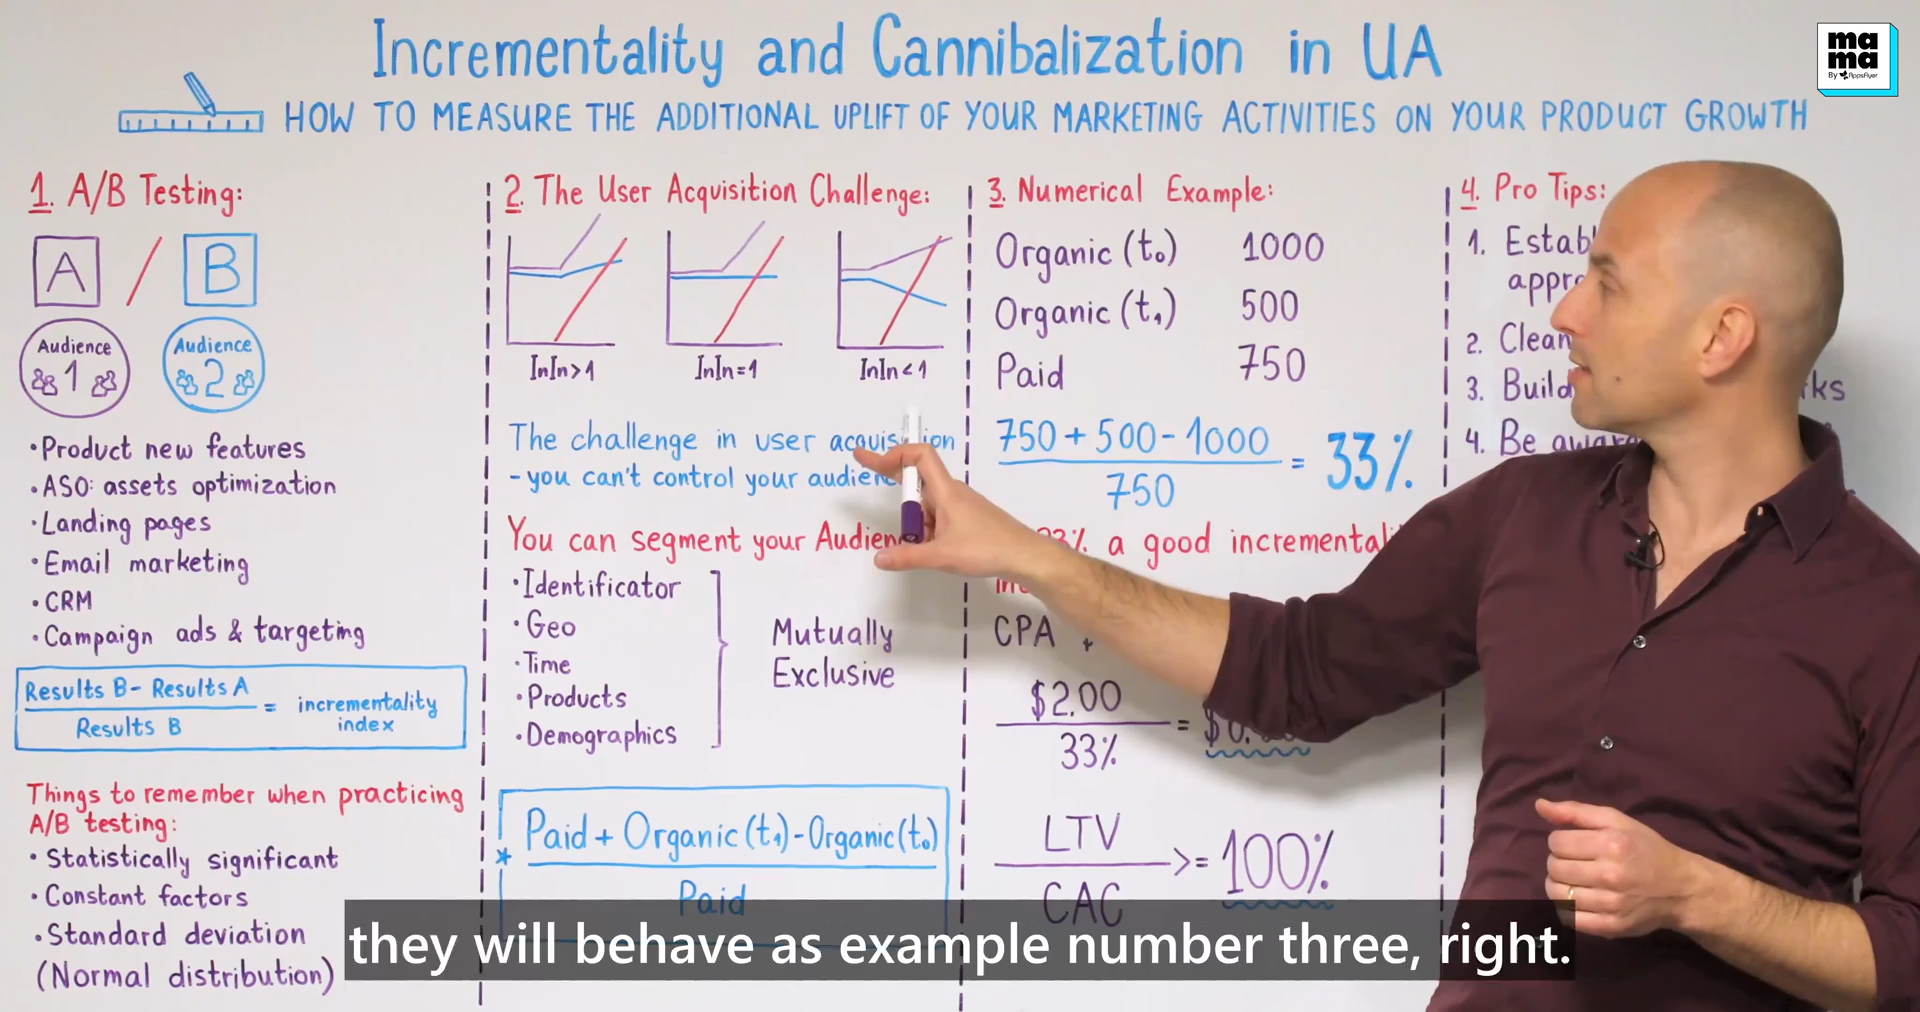 Incrementality and Cannibalization in UA
HOW TO MEASURE THE ADDITIONAL UPLIFT OF YOUR MARKETING ACTIVITIES ON YOUR PRODUCT GROWTH
ma
ma
By AppsFlyer
1. A/B Testing:
A / B
Audience
1
Audience
2
• Product new features
• ASO: assets optimization
• Landing pages
• Email marketing
• CRM
• Campaign ads & targeting
Results B - Results A
Results B
= incrementality
index
Things to remember when practicing
A/B testing:
• Statistically significant
• Constant factors
• Standard deviation
(Normal distribution)
2. The User Acquisition Challenge:
InIn>1
InIn=1
InIn<1
The challenge in user acquisition
- you can't control your
You can segment your
• Identificator
• Geo
• Time
• Products
• Demographics
Mutually
Exclusive
* Paid + Organic (t1) - Organic (t0)
Paid
3. Numerical Example:
Organic (t0) 1000
Organic (t1) 500
Paid 750
750 + 500 - 1000
750
= 33%
a good
CPA
$2.00
33%
=
LTV
CAC
>= 100%
4. Pro Tips:
1.
2. Clean
3. Build
4. Be
they will behave as example number three, right.